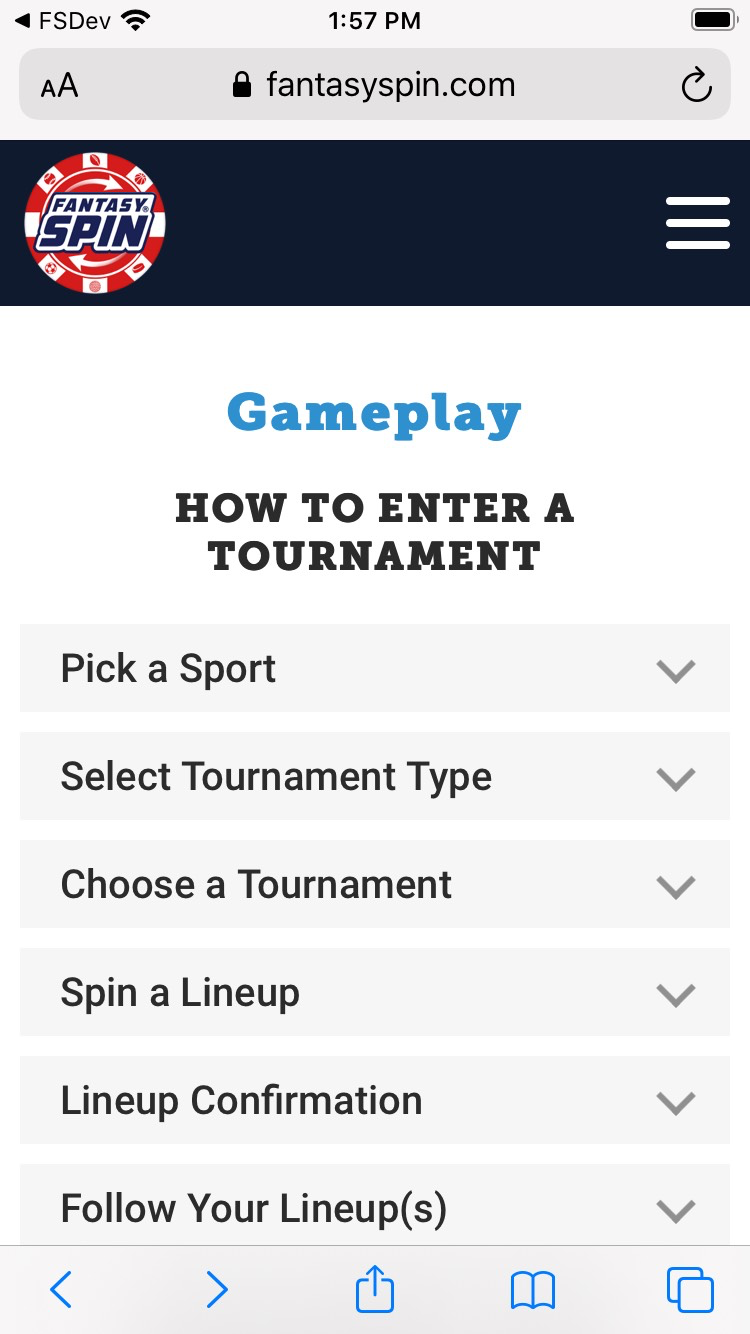 FSDev
1:57 PM
AA
fantasyspin.com
FANTASY®
SPIN
Gameplay
HOW TO ENTER A
TOURNAMENT
Pick a Sport
Select Tournament Type
Choose a Tournament
Spin a Lineup
Lineup Confirmation
Follow Your Lineup(s)